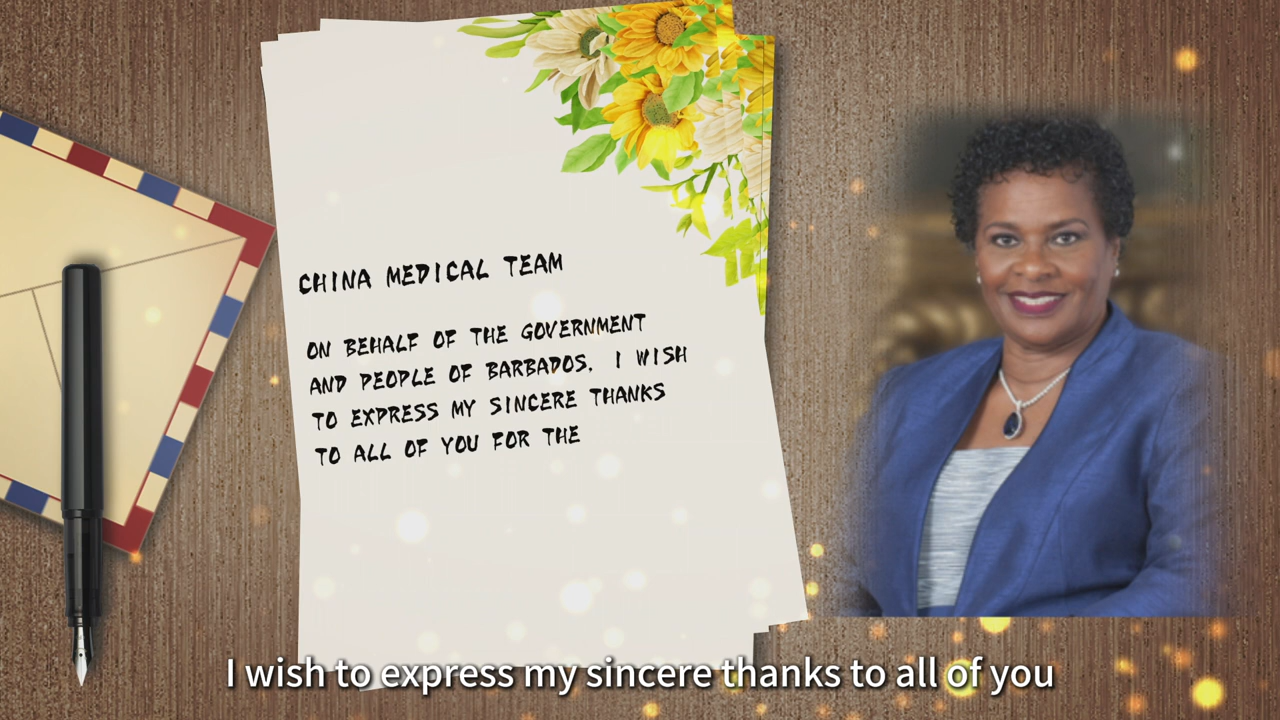 CHINA MEDICAL TEAM
ON BEHALF OF THE GOVERNMENT
AND PEOPLE OF BARBADOS. I WISH
TO EXPRESS MY SINCERE THANKS
TO ALL OF YOU FOR THE
I wish to express my sincere thanks to all of you